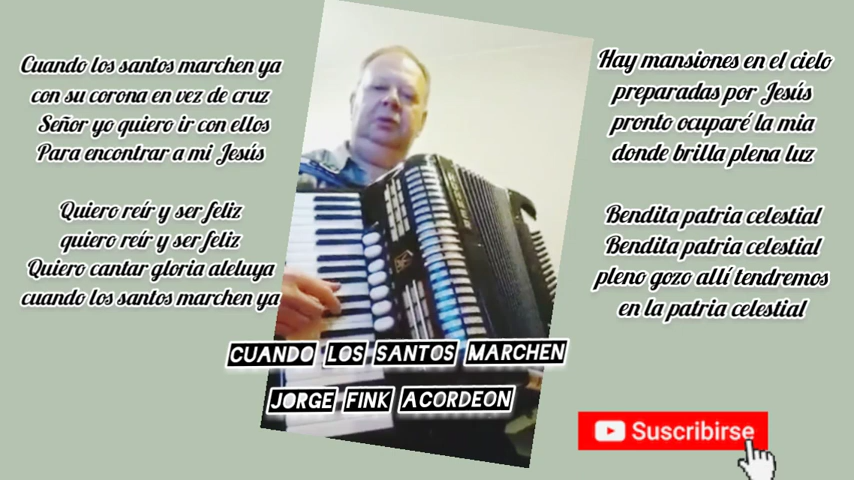 Cuando los santos marchen ya
con su corona en vez de cruz
Señor yo quiero ir con ellos
Para encontrar a mi Jesús
Quiero reír y ser feliz
quiero reír y ser feliz
Quiero cantar gloria aleluya
cuando los santos marchen ya
Hay mansiones en el cielo
preparadas por Jesús
pronto ocuparé la mia
donde brilla plena luz
Bendita patria celestial
Bendita patria celestial
pleno gozo allí tendremos
en la patria celestial
CUANDO LOS SANTOS MARCHEN
JORGE FINK ACORDEON
Suscribirse